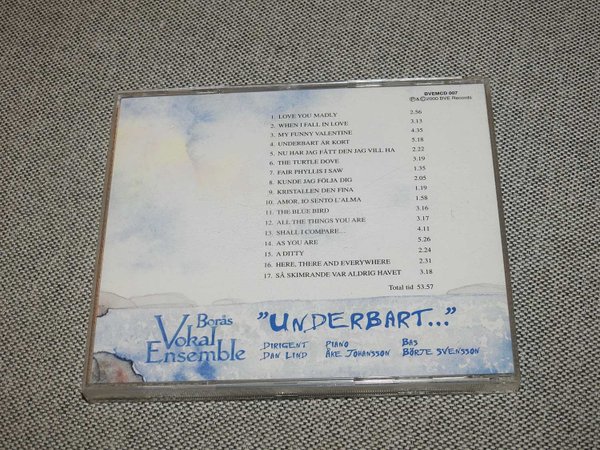 DVEMCD 007
℗&©2000 DVE Records
1. LOVE YOU MADLY 2.56
2. WHEN I FALL IN LOVE 3.13
3. MY FUNNY VALENTINE 4.35
4. UNDERBART ÄR KORT 5.18
5. NU HAR JAG FÅTT DEN JAG VILL HA 2.22
6. THE TURTLE DOVE 3.19
7. FAIR PHYLLIS I SAW 1.35
8. KUNDE JAG FÖLJA DIG 2.05
9. KRISTALLEN DEN FINA 1.19
10. AMOR, IO SENTO L'ALMA 1.58
11. THE BLUE BIRD 3.16
12. ALL THE THINGS YOU ARE 3.17
13. SHALL I COMPARE... 4.11
14. AS YOU ARE 5.26
15. A DITTY 2.24
16. HERE, THERE AND EVERYWHERE 2.31
17. SÅ SKIMRANDE VAR ALDRIG HAVET 3.18
Total tid 53.57
Borås
Vokal
Ensemble
"UNDERBART..."
DIRIGENT PIANO BAS
DAN LIND ÅKE JOHANSSON BÖRJE SVENSSON